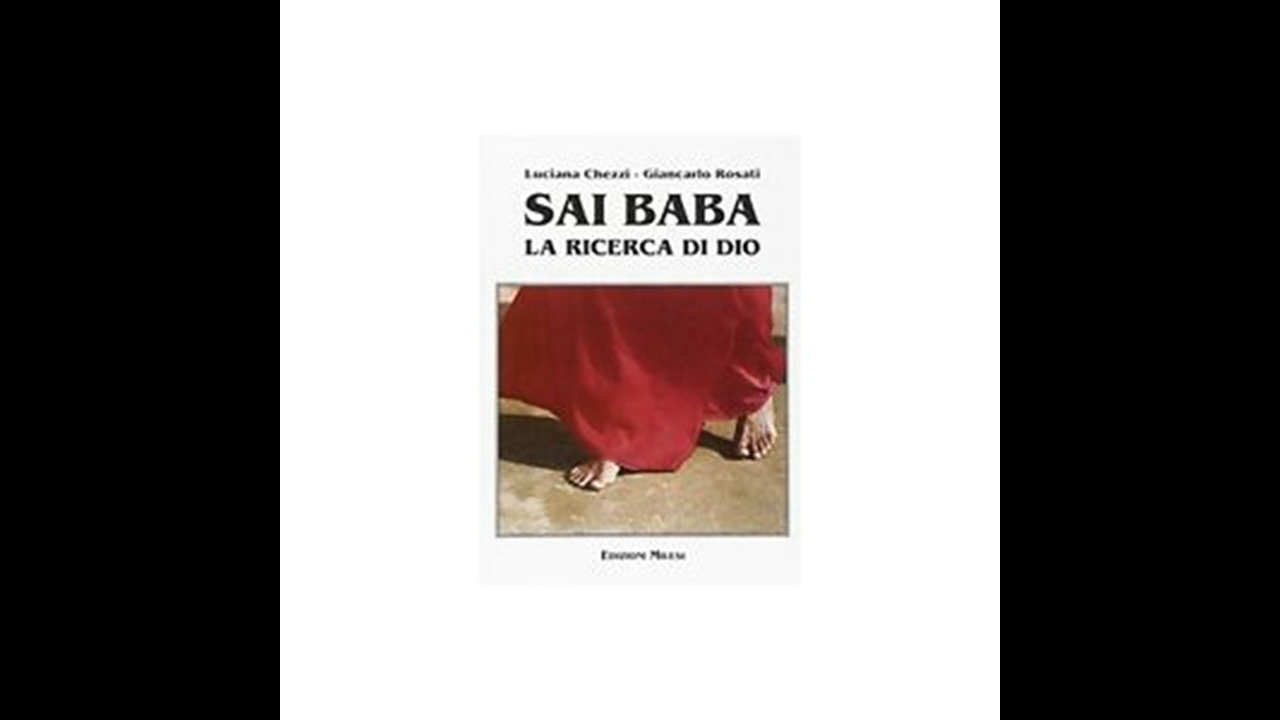 Luciana Chezzi - Giancarlo Rosati
SAI BABA
LA RICERCA DI DIO
Edizioni Milesi